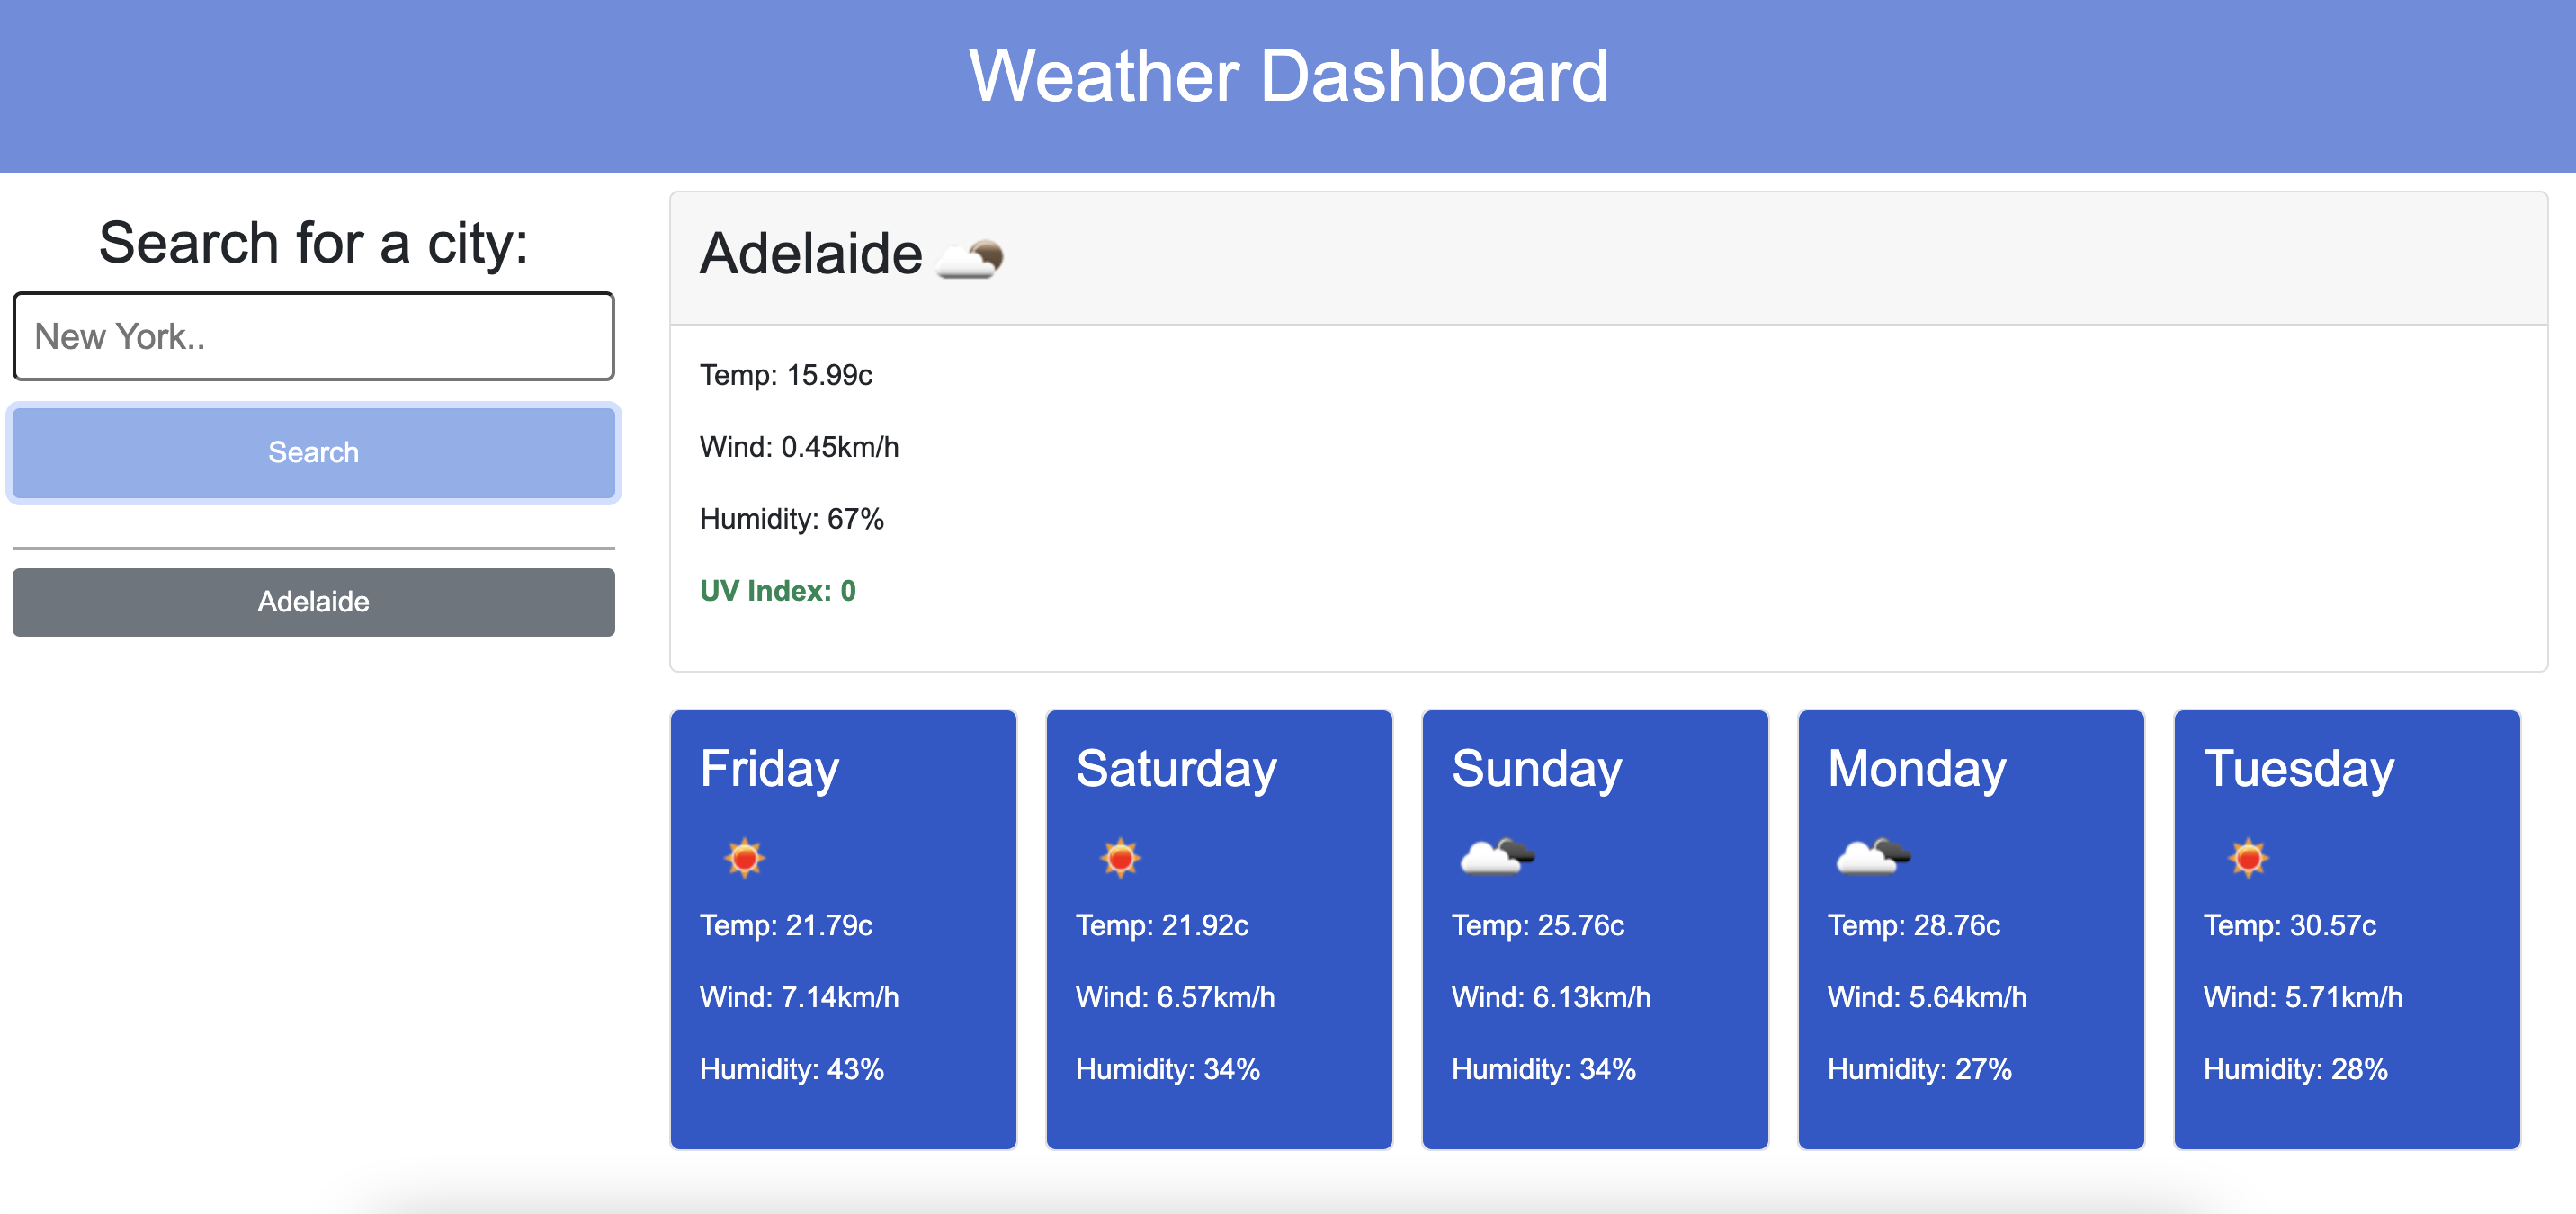 Weather Dashboard
Search for a city:
New York..
Search
Adelaide
Adelaide
Temp: 15.99c
Wind: 0.45km/h
Humidity: 67%
UV Index: 0
Friday
Temp: 21.79c
Wind: 7.14km/h
Humidity: 43%
Saturday
Temp: 21.92c
Wind: 6.57km/h
Humidity: 34%
Sunday
Temp: 25.76c
Wind: 6.13km/h
Humidity: 34%
Monday
Temp: 28.76c
Wind: 5.64km/h
Humidity: 27%
Tuesday
Temp: 30.57c
Wind: 5.71km/h
Humidity: 28%